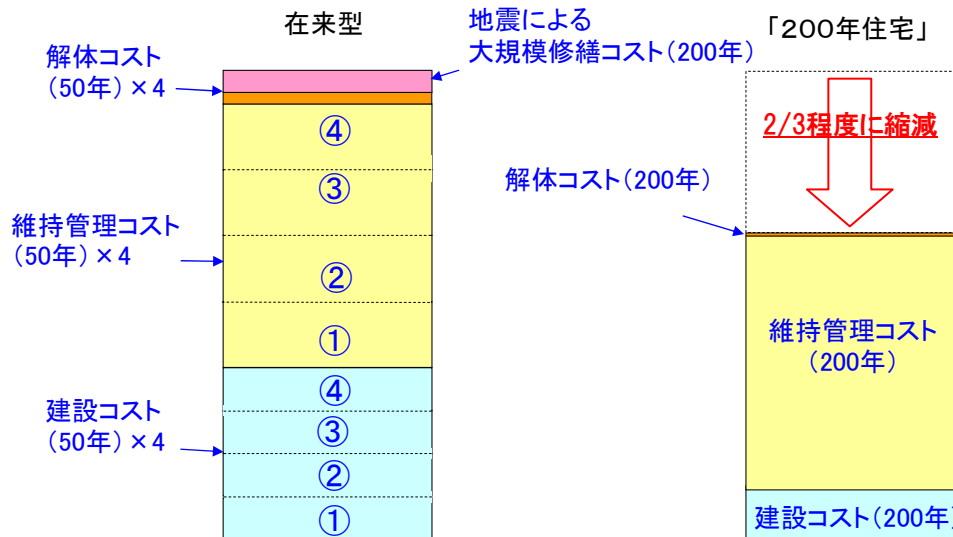 在来型
地震による
大規模修繕コスト(200年)
「200年住宅」
解体コスト
(50年)×4
④
③
②
①
維持管理コスト
(50年)×4
④
③
②
①
建設コスト
(50年)×4
2/3程度に縮減
解体コスト(200年)
維持管理コスト
(200年)
建設コスト(200年)